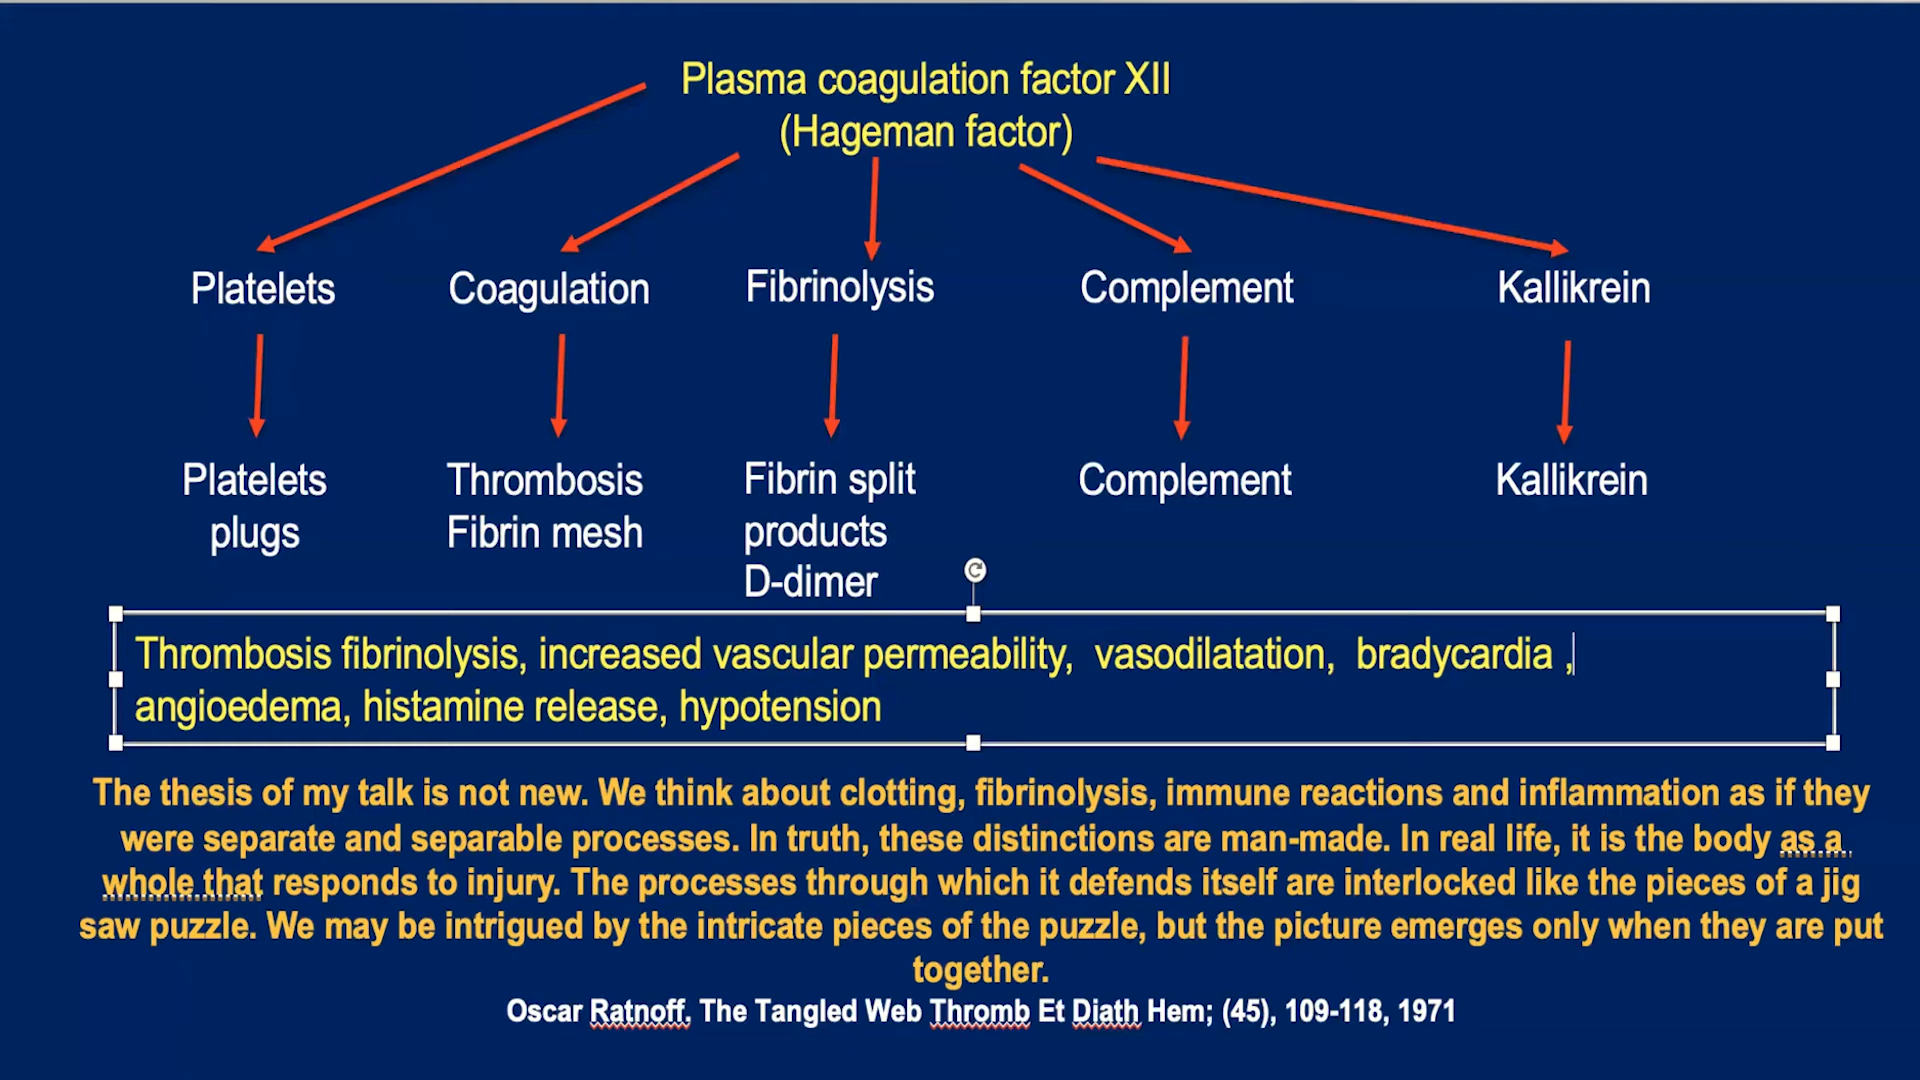 Plasma coagulation factor XII
(Hageman factor)
Platelets
Coagulation
Fibrinolysis
Complement
Kallikrein
Platelets
plugs
Thrombosis
Fibrin mesh
Fibrin split
products
D-dimer
Complement
Kallikrein
Thrombosis fibrinolysis, increased vascular permeability,  vasodilatation,  bradycardia ,
angioedema, histamine release, hypotension
The thesis of my talk is not new. We think about clotting, fibrinolysis, immune reactions and inflammation as if they
were separate and separable processes. In truth, these distinctions are man-made. In real life, it is the body as a
whole that responds to injury. The processes through which it defends itself are interlocked like the pieces of a jig
saw puzzle. We may be intrigued by the intricate pieces of the puzzle, but the picture emerges only when they are put
together.
Oscar Ratnoff, The Tangled Web Thromb Et Diath Hem; (45), 109-118, 1971